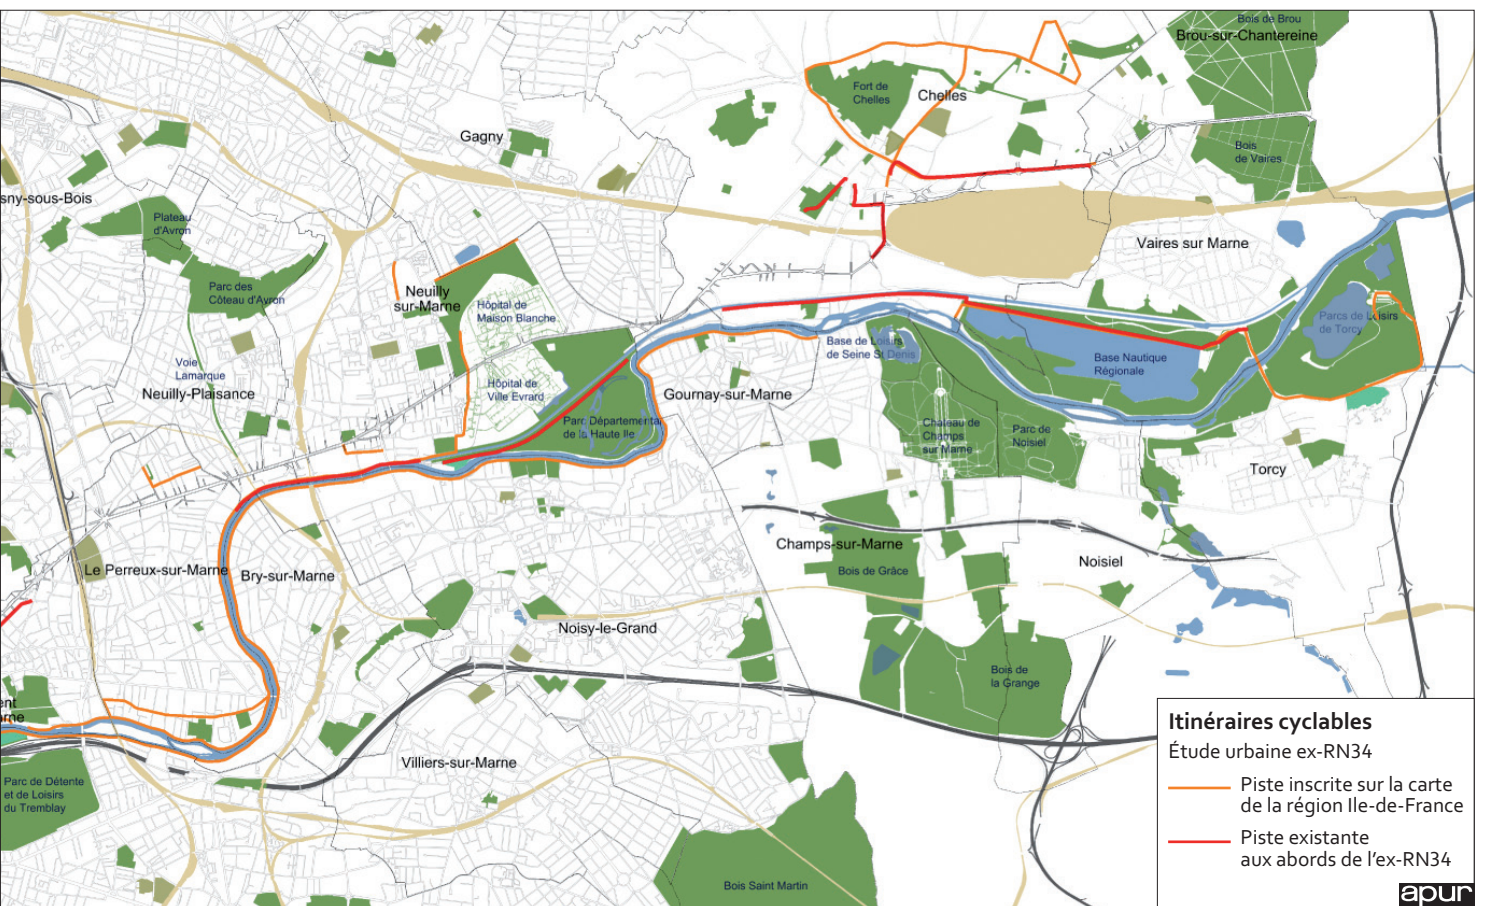 Bois de Brou
Brou-sur-Chantereine
Fort de
Chelles
Chelles
Gagny
Bois
de Vaires
sny-sous-Bois
Plateau
d'Avron
Vaires sur Marne
Parc des
Côteau d'Avron
Neuilly
sur-Marne
Hôpital de
Maison Blanche
Parcs de Loisirs
de Torcy
Base de Loisirs
de Seine St Denis
Base Nautique
Régionale
Voie
Lamarque
Neuilly-Plaisance
Hôpital de
Ville Evrard
Gournay-sur-Marne
Parc Départemental
de la Haute Ile
Château de
Champs
sur Marne
Parc de
Noisiel
Torcy
Champs-sur-Marne
Bois de Grâce
Noisiel
Le Perreux-sur-Marne
Bry-sur-Marne
Noisy-le-Grand
Bois de
la Grange
ent
arne
Villiers-sur-Marne
Parc de Détente
et de Loisirs
du Tremblay
Bois Saint Martin
Itinéraires cyclables
Étude urbaine ex-RN34
Piste inscrite sur la carte
de la région Ile-de-France
Piste existante
aux abords de l'ex-RN34
apur